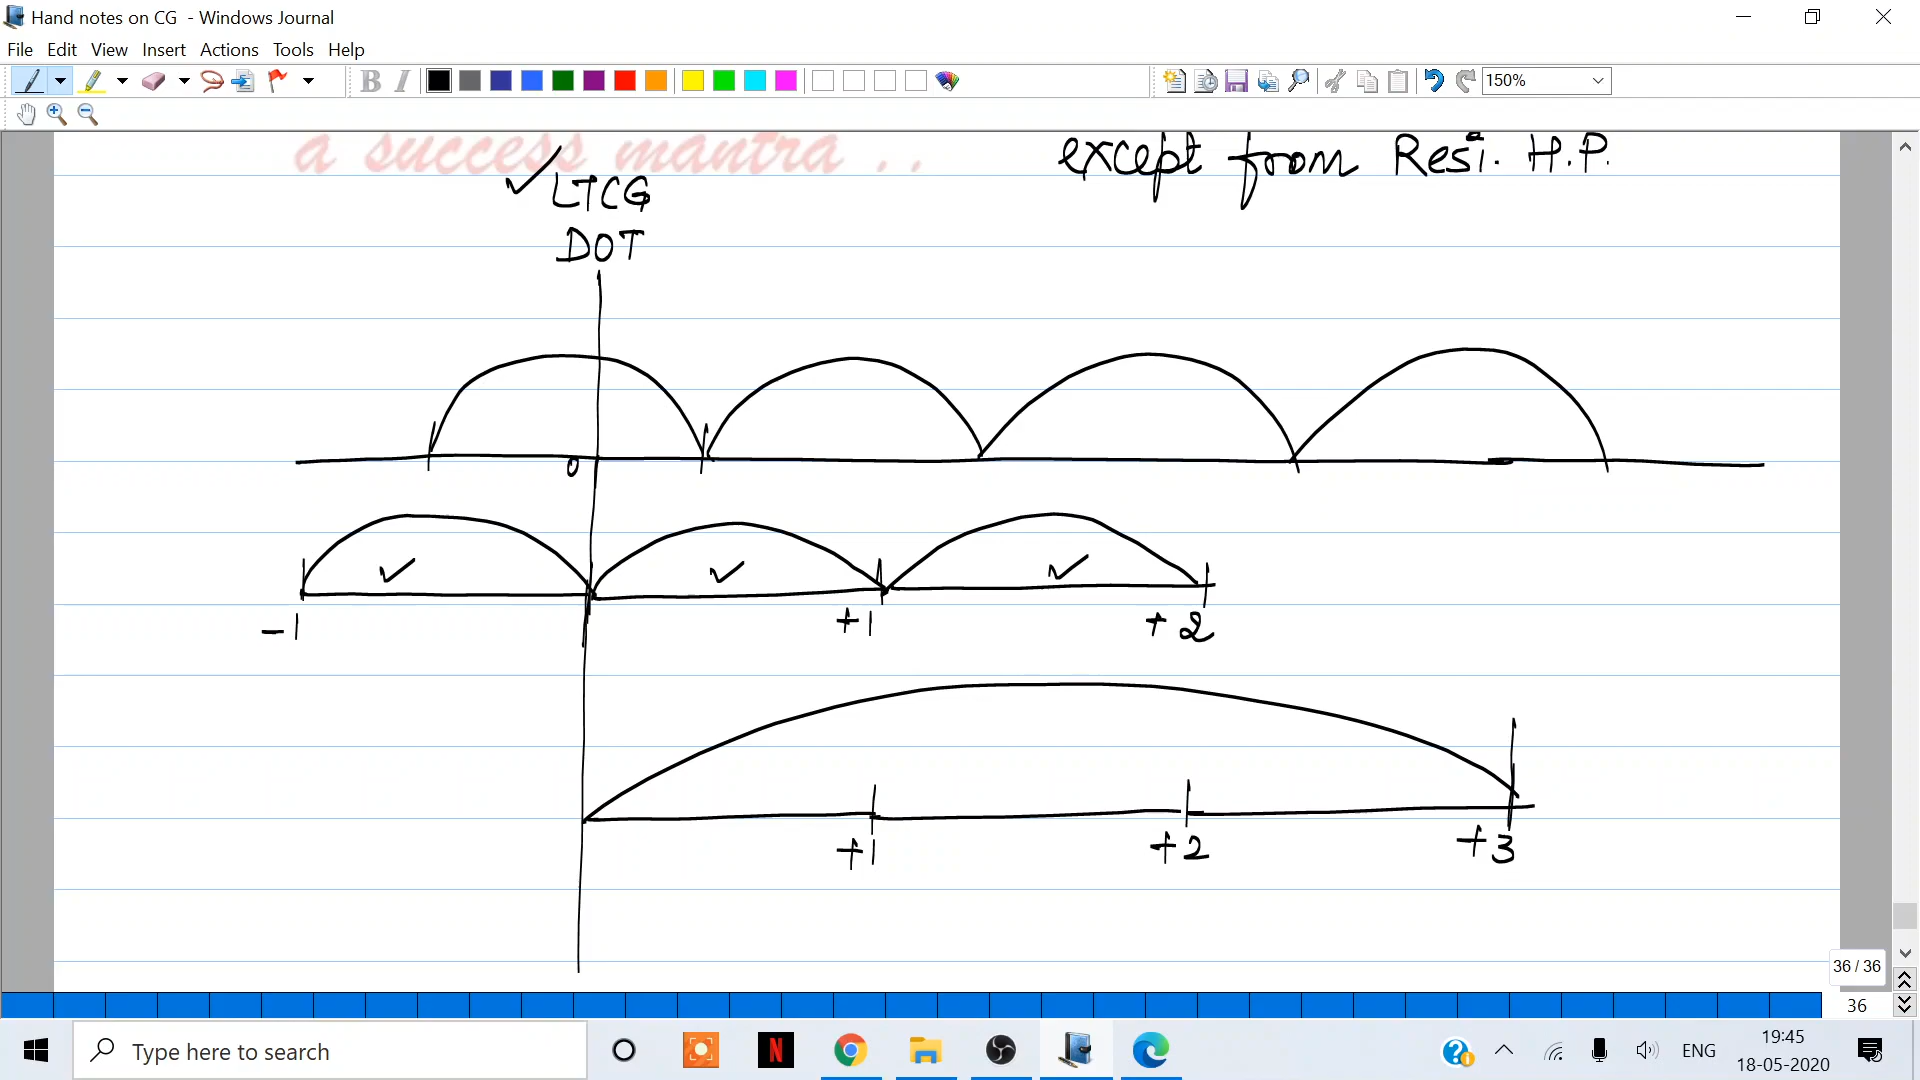 Hand notes on CG - Windows Journal
File Edit View Insert Actions Tools Help
B I
150%
a success mantra . .
except from Resi. H.P.
✓LTCG
DOT
0
✓ ✓ ✓
-1 +1 +2
+1 +2 +3
36 / 36
36
Type here to search
N
ENG
19:45
18-05-2020